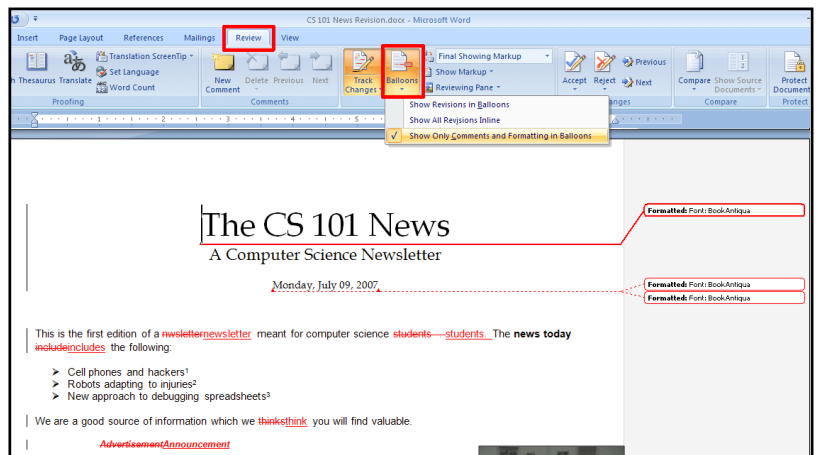 CS 101 News Revision.docx - Microsoft Word
Insert Page Layout References Mailings Review View
Translation ScreenTip
Set Language
Word Count
h Thesaurus Translate
Proofing
New Comment Delete Previous Next
Comments
Track Changes Balloons
Final Showing Markup
Show Markup
Reviewing Pane
Accept Reject Previous
Next
nges
Compare Show Source Documents
Compare
Protect Document
Protect
Show Revisions in Balloons
Show All Revisions Inline
Show Only Comments and Formatting in Balloons
1 2 3 4 5
The CS 101 News
Formatted: Font: BookAntiqua
A Computer Science Newsletter
Monday, July 09, 2007
Formatted: Font: BookAntiqua
Formatted: Font: BookAntiqua
This is the first edition of a nwsletternewsletter meant for computer science students students. The news today
includeincludes the following:
Cell phones and hackers¹
Robots adapting to injuries²
New approach to debugging spreadsheets³
We are a good source of information which we thinksthink you will find valuable.
AdvertisementAnnouncement